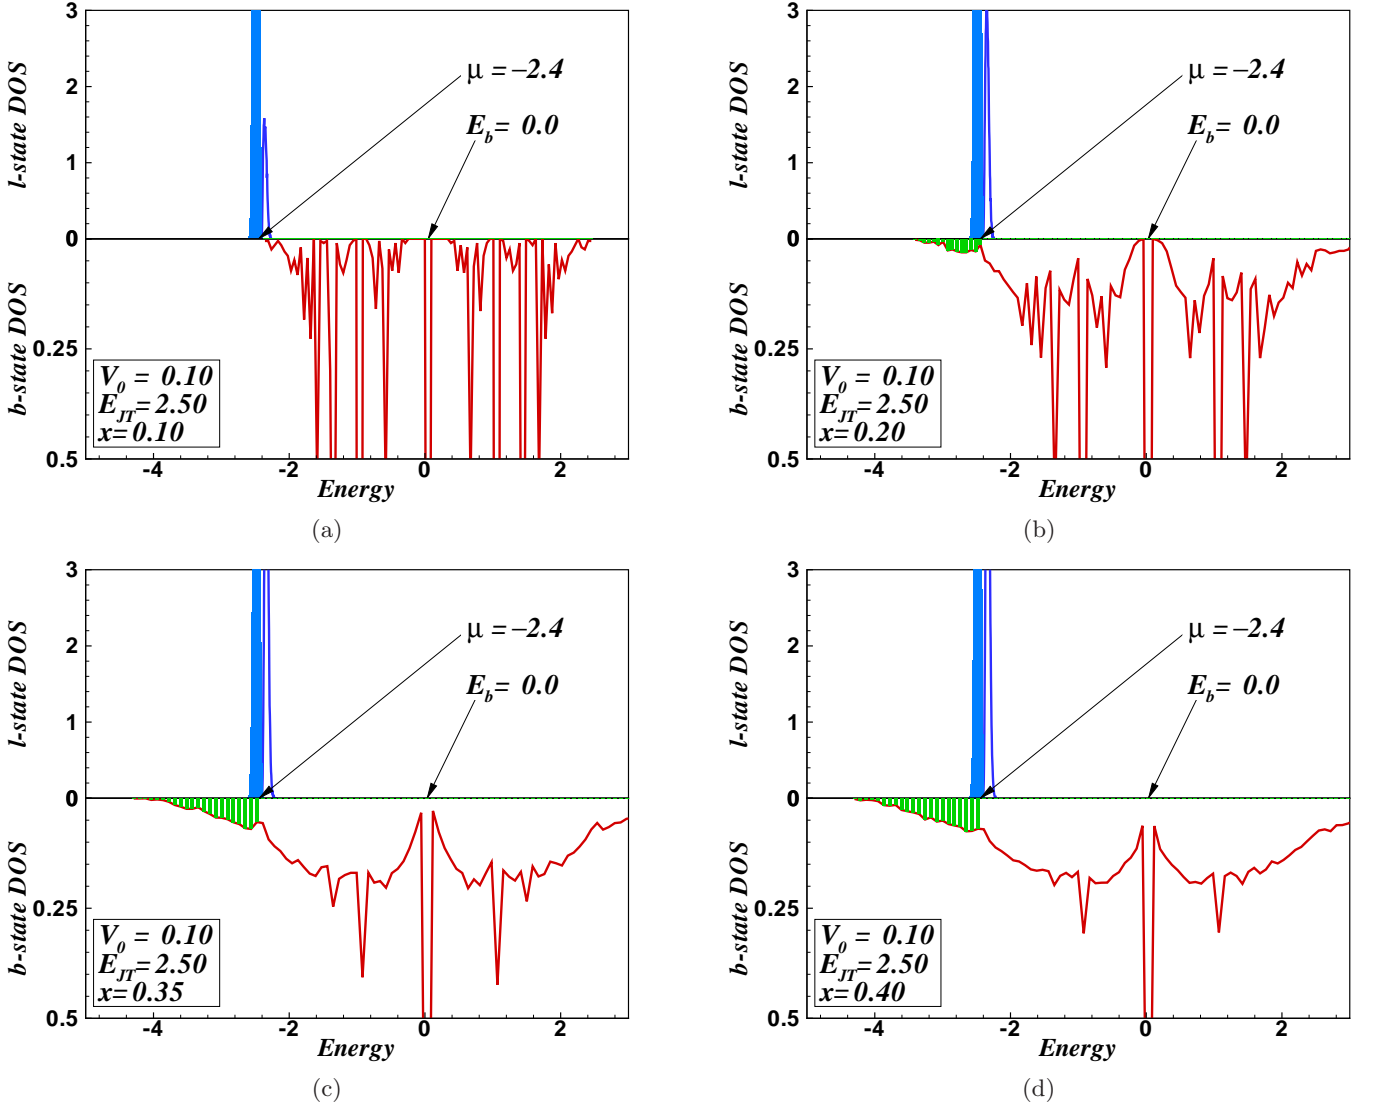 3
2
1
0
0.25
0.5
l-state DOS
b-state DOS
μ = −2.4
E_b = 0.0
V_0 = 0.10
E_JT = 2.50
x = 0.10
-4 -2 0 2
Energy
(a)
3
2
1
0
0.25
0.5
l-state DOS
b-state DOS
μ = −2.4
E_b = 0.0
V_0 = 0.10
E_JT = 2.50
x = 0.20
-4 -2 0 2
Energy
(b)
3
2
1
0
0.25
0.5
l-state DOS
b-state DOS
μ = −2.4
E_b = 0.0
V_0 = 0.10
E_JT = 2.50
x = 0.35
-4 -2 0 2
Energy
(c)
3
2
1
0
0.25
0.5
l-state DOS
b-state DOS
μ = −2.4
E_b = 0.0
V_0 = 0.10
E_JT = 2.50
x = 0.40
-4 -2 0 2
Energy
(d)